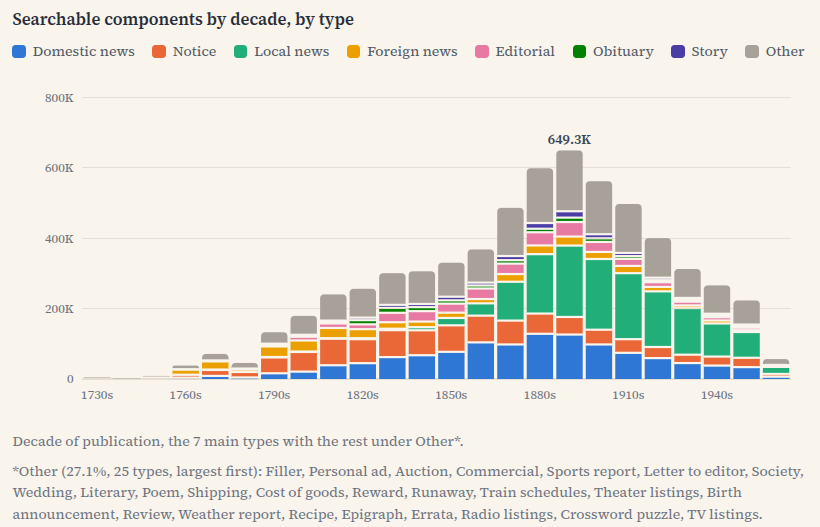 Searchable components by decade, by type
Domestic news Notice Local news Foreign news Editorial Obituary Story Other
800K
649.3K
600K
400K
200K
0
1730s 1760s 1790s 1820s 1850s 1880s 1910s 1940s
Decade of publication, the 7 main types with the rest under Other*.
*Other (27.1%, 25 types, largest first): Filler, Personal ad, Auction, Commercial, Sports report, Letter to editor, Society,
Wedding, Literary, Poem, Shipping, Cost of goods, Reward, Runaway, Train schedules, Theater listings, Birth
announcement, Review, Weather report, Recipe, Epigraph, Errata, Radio listings, Crossword puzzle, TV listings.